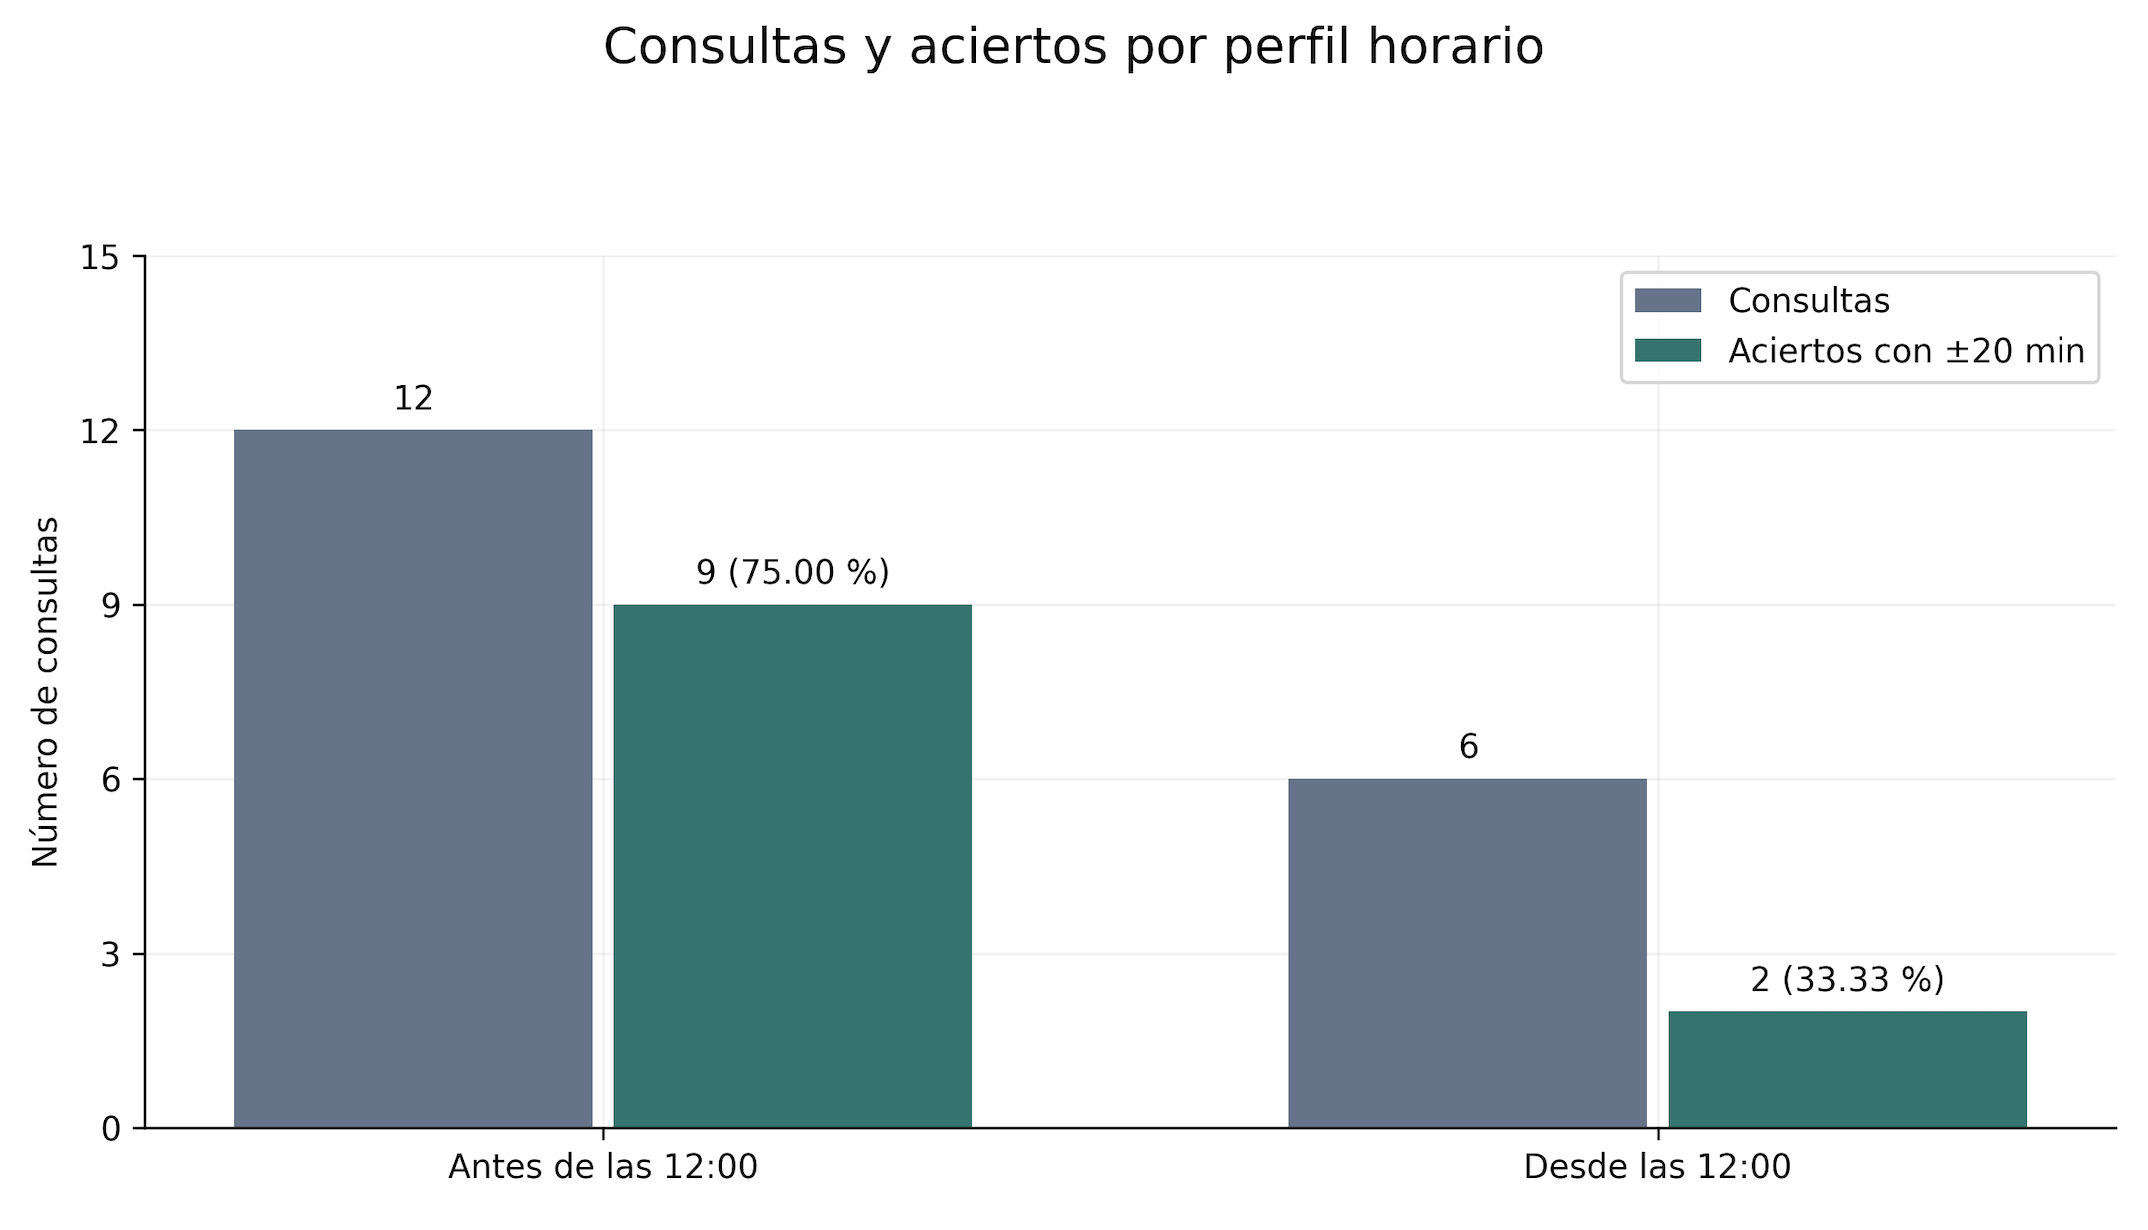 Consultas y aciertos por perfil horario
15
12
9
6
3
0
Número de consultas
Consultas
Aciertos con ±20 min
12
9 (75.00 %)
6
2 (33.33 %)
Antes de las 12:00
Desde las 12:00